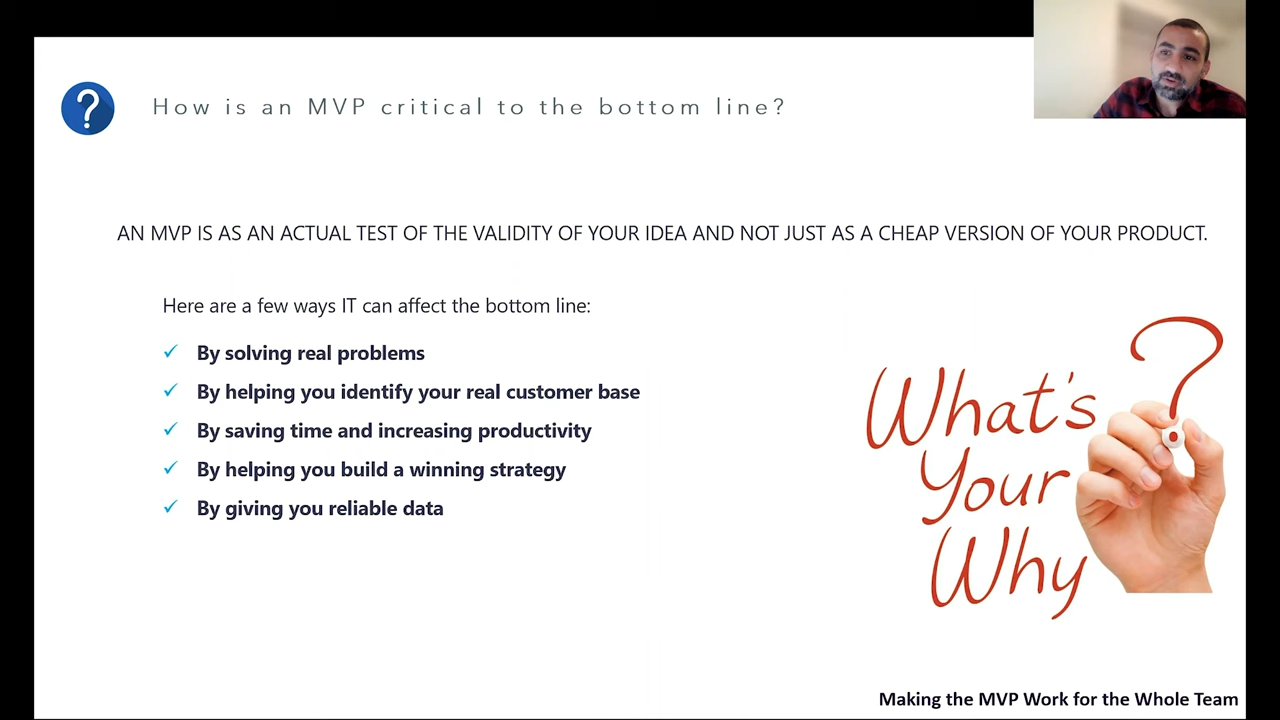 ?
How is an MVP critical to the bottom line?
AN MVP IS AS AN ACTUAL TEST OF THE VALIDITY OF YOUR IDEA AND NOT JUST AS A CHEAP VERSION OF YOUR PRODUCT.
Here are a few ways IT can affect the bottom line:
✓ By solving real problems
✓ By helping you identify your real customer base
✓ By saving time and increasing productivity
✓ By helping you build a winning strategy
✓ By giving you reliable data
What's
Your
Why
?
Making the MVP Work for the Whole Team